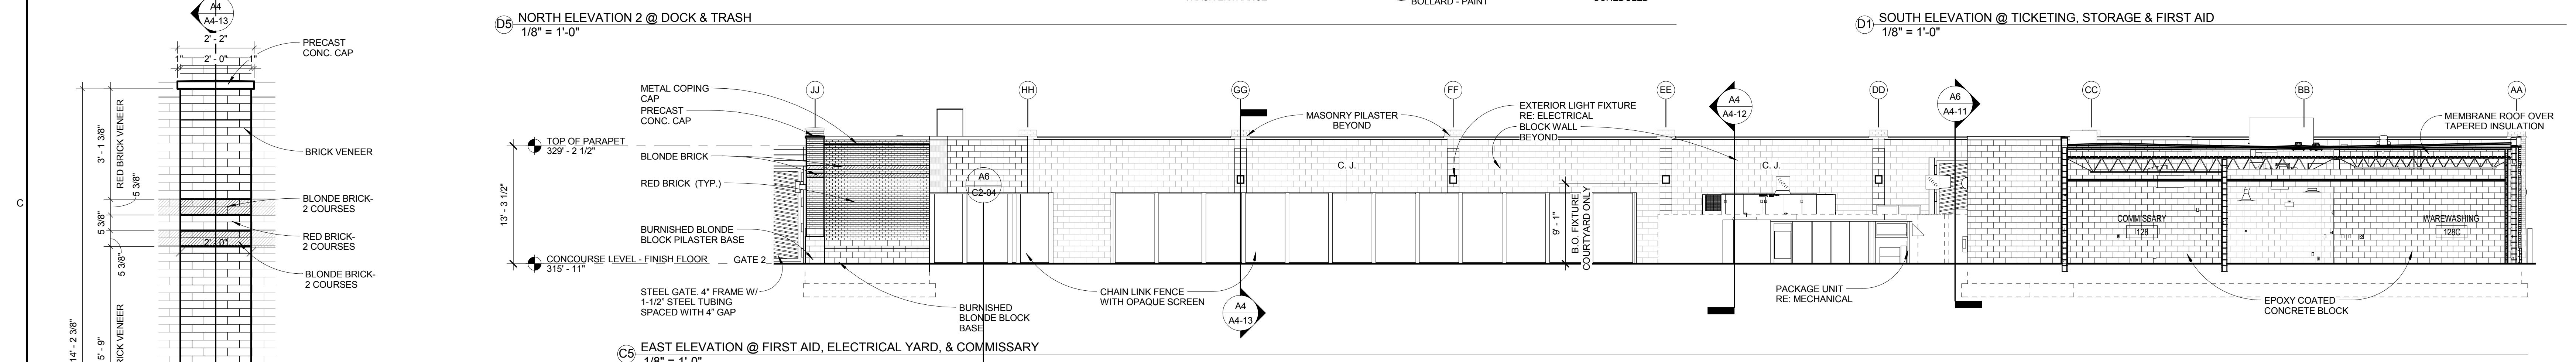 C
A4
A4-13
2' - 2"
1"
2' - 0"
1"
PRECAST
CONC. CAP
3' - 1 3/8"
RED BRICK VENEER
BRICK VENEER
5 3/8"
BLONDE BRICK-
2 COURSES
5 3/8"
RED BRICK-
2 COURSES
2' - 0"
5 3/8"
BLONDE BRICK-
2 COURSES
14' - 2 3/8"
5' - 9"
BRICK VENEER
BOLLARD - PAINT
D5
NORTH ELEVATION 2 @ DOCK & TRASH
1/8" = 1'-0"
D1
SOUTH ELEVATION @ TICKETING, STORAGE & FIRST AID
1/8" = 1'-0"
JJ
HH
GG
FF
EE
DD
CC
BB
AA
A4
A4-12
A6
A4-11
METAL COPING
CAP
PRECAST
CONC. CAP
MASONRY PILASTER
BEYOND
EXTERIOR LIGHT FIXTURE
RE: ELECTRICAL
BLOCK WALL
BEYOND
MEMBRANE ROOF OVER
TAPERED INSULATION
TOP OF PARAPET
329' - 2 1/2"
BLONDE BRICK
RED BRICK (TYP.)
A6
C2-04
C. J.
C. J.
13' - 3 1/2"
9' - 1"
B.O. FIXTURE
COURTYARD ONLY
COMMISSARY
128
WAREWASHING
128C
BURNISHED BLONDE
BLOCK PILASTER BASE
CONCOURSE LEVEL - FINISH FLOOR
315' - 11"
GATE 2
STEEL GATE. 4" FRAME W/
1-1/2" STEEL TUBING
SPACED WITH 4" GAP
BURNISHED
BLONDE BLOCK
BASE
CHAIN LINK FENCE
WITH OPAQUE SCREEN
A4
A4-13
PACKAGE UNIT
RE: MECHANICAL
EPOXY COATED
CONCRETE BLOCK
C5
EAST ELEVATION @ FIRST AID, ELECTRICAL YARD, & COMMISSARY
1/8" = 1'-0"